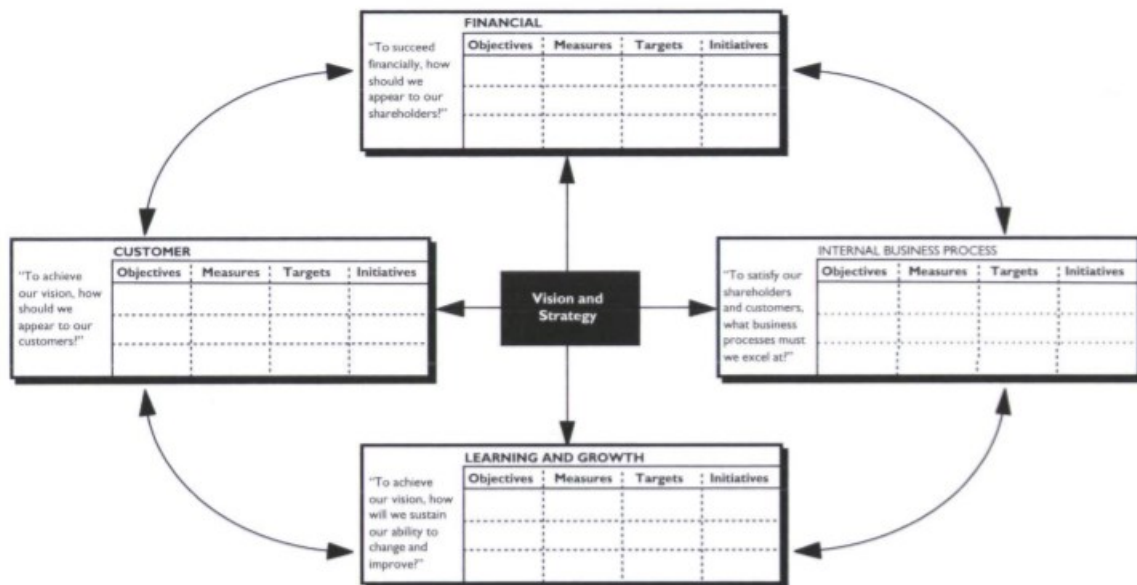 FINANCIAL
"To succeed
financially, how
should we
appear to our
shareholders?"
Objectives Measures Targets Initiatives
CUSTOMER
"To achieve
our vision, how
should we
appear to our
customers?"
Objectives Measures Targets Initiatives
Vision and
Strategy
INTERNAL BUSINESS PROCESS
"To satisfy our
shareholders
and customers,
what business
processes must
we excel at?"
Objectives Measures Targets Initiatives
LEARNING AND GROWTH
"To achieve
our vision, how
will we sustain
our ability to
change and
improve?"
Objectives Measures Targets Initiatives